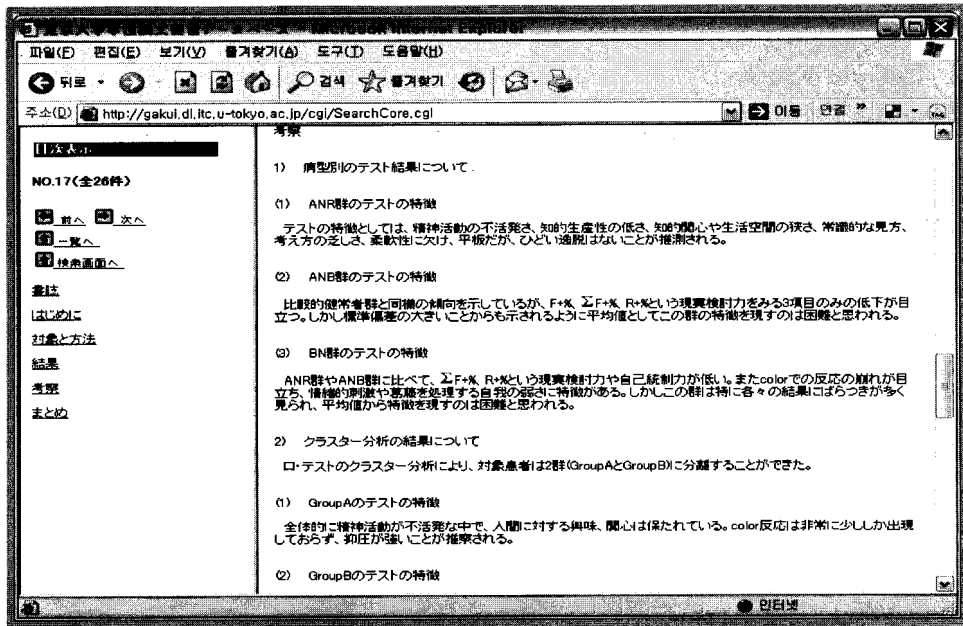 Microsoft Internet Explorer
파일(F) 편집(E) 보기(V) 즐겨찾기(A) 도구(T) 도움말(H)
뒤로 검색 즐겨찾기
주소(D) http://gakui.dl.itc.u-tokyo.ac.jp/cgi/SearchCore.cgi 이동 연결 »
目次表示
NO.17(全26件)
前へ 次へ
一覧へ
検索画面へ
書誌
はじめに
対象と方法
結果
考察
まとめ
考察
1) 病型別のテスト結果について
(1) ANR群のテストの特徴
テストの特徴としては、精神活動の不活発さ、知的生産性の低さ、知的関心や生活空間の狭さ、常識的な見方、
考え方の乏しさ、柔軟性に欠け、平板だが、ひどい逸脱はないことが推測される。
(2) ANB群のテストの特徴
比較的健常者群と同様の傾向を示しているが、F+%、ΣF+%、R+%という現実検討力をみる3項目のみの低下が目
立つ。しかし標準偏差の大きいことからも示されるように平均値としてこの群の特徴を現すのは困難と思われる。
(3) BN群のテストの特徴
ANR群やANB群に比べて、ΣF+%、R+%という現実検討力や自己統制力が低い。またcolorでの反応の崩れが目
立ち、情緒的刺激や葛藤を処理する自我の弱さに特徴がある。しかしこの群は特に各々の結果にばらつきが多く
見られ、平均値から特徴を現すのは困難と思われる。
2) クラスター分析の結果について
ロ・テストのクラスター分析により、対象患者は2群(GroupAとGroupB)に分離することができた。
(1) GroupAのテストの特徴
全体的に精神活動が不活発な中で、人間に対する興味、関心は保たれている。color反応は非常に少ししか出現
しておらず、抑圧が強いことが推察される。
(2) GroupBのテストの特徴
인터넷